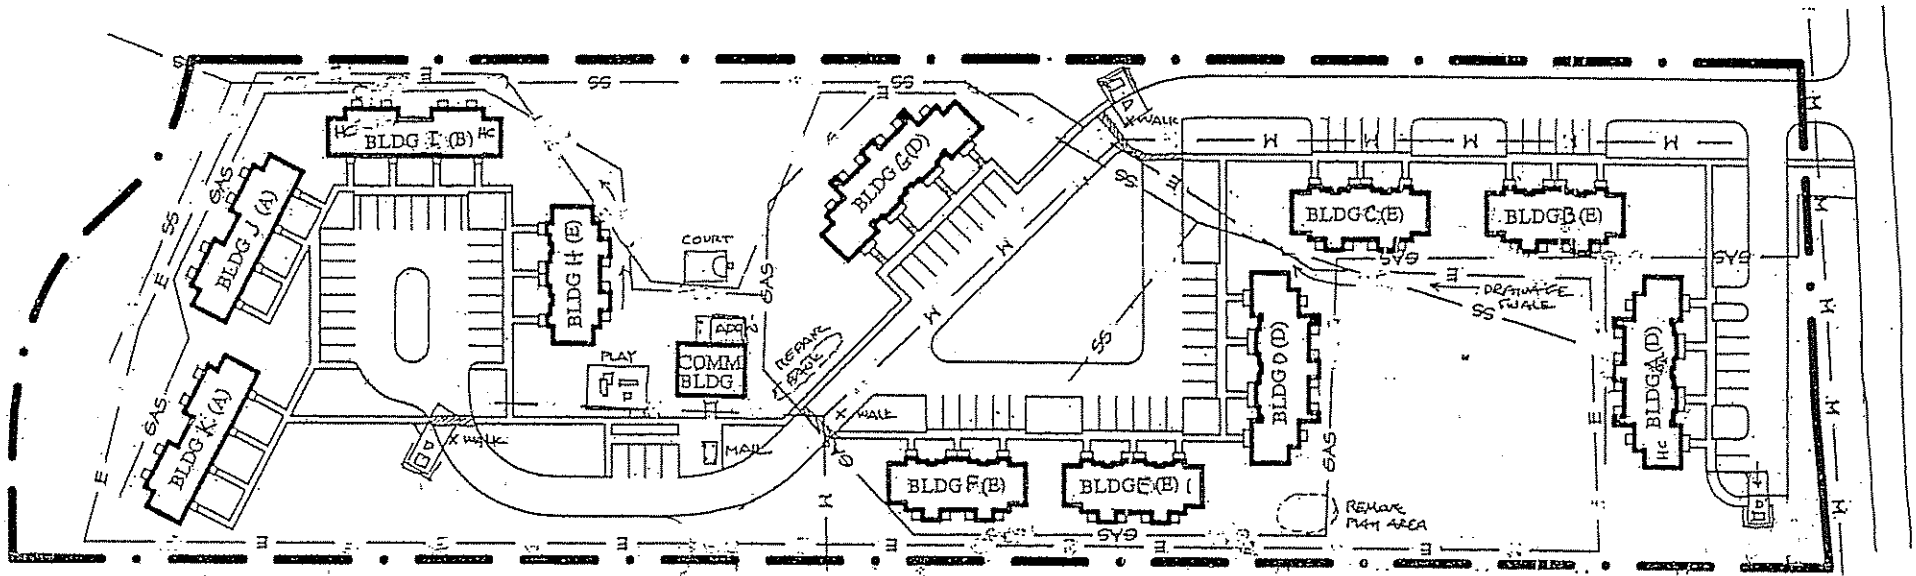 SS
E
SS
SS
E
HC
BLDG I (B)
HC
BLDG G (D)
X WALK
M
M
M
M
M
SS
E
GAS
BLDG J (A)
SS
E
BLDG H (E)
COURT
GAS
M
M
BLDG C (E)
BLDG B (E)
GAS
E
GAS
M
M
DRAINAGE
SWALE
SS
SS
BLDG D (D)
BLDG A (D)
HC
E
ADD
COMM
BLDG
PLAY
REPAIR
GAS
BLDG K (A)
E
X WALK
MAIL
X WALK
M
BLDG F (E)
BLDG E (E)
GAS
GAS
REMOVE
PLAY AREA
M
M
E
E
E
E
E
E
E